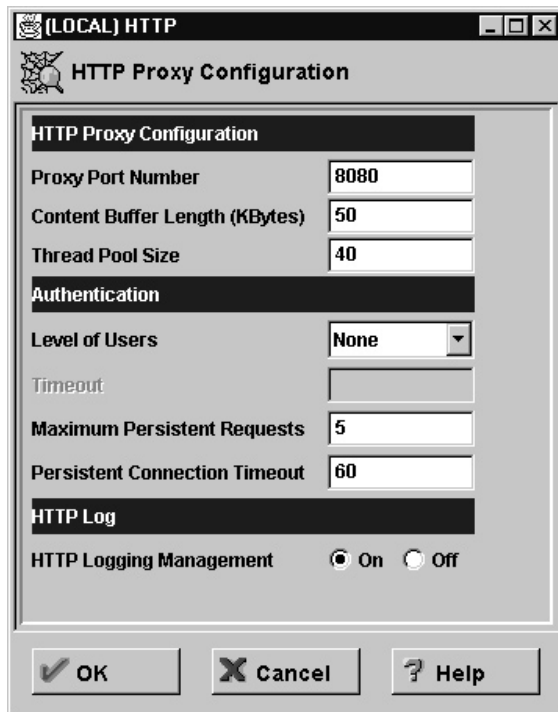 (LOCAL) HTTP
HTTP Proxy Configuration
HTTP Proxy Configuration
Proxy Port Number 8080
Content Buffer Length (KBytes) 50
Thread Pool Size 40
Authentication
Level of Users None
Timeout
Maximum Persistent Requests 5
Persistent Connection Timeout 60
HTTP Log
HTTP Logging Management On Off
OK Cancel ? Help